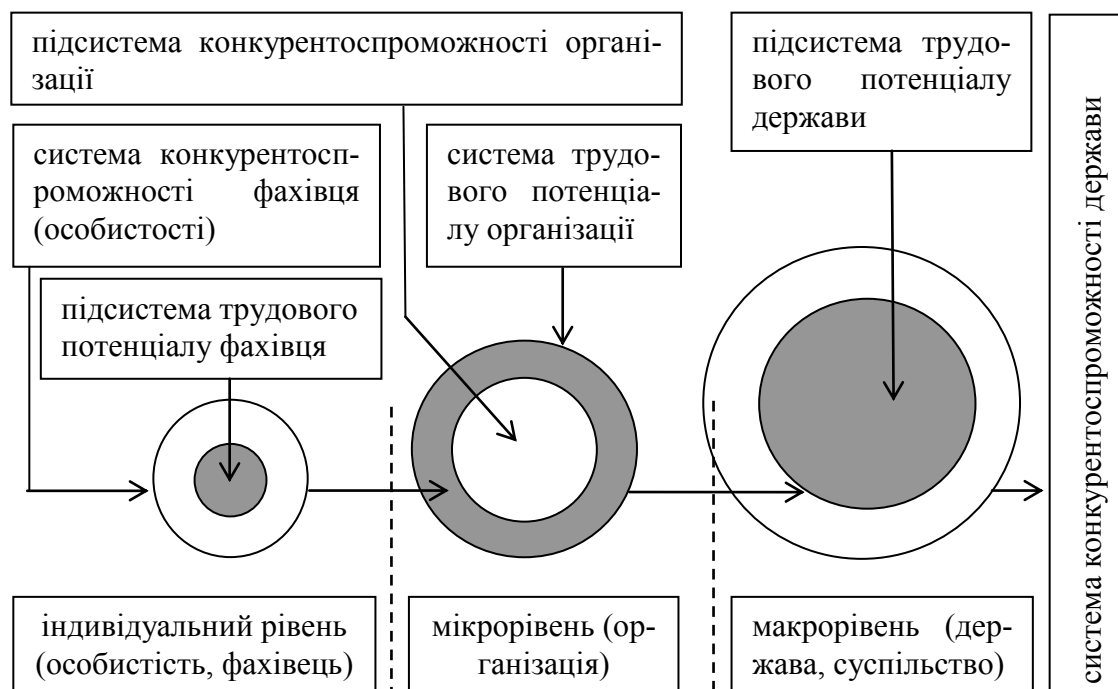 підсистема конкурентоспроможності органі-
зації
підсистема трудо-
вого потенціалу
держави
система конкурентосп-
роможності фахівця
(особистості)
система трудо-
вого потенціа-
лу організації
підсистема трудового
потенціалу фахівця
індивідуальний рівень
(особистість, фахівець)
мікрорівень (ор-
ганізація)
макрорівень (дер-
жава, суспільство)
система конкурентоспроможності держави